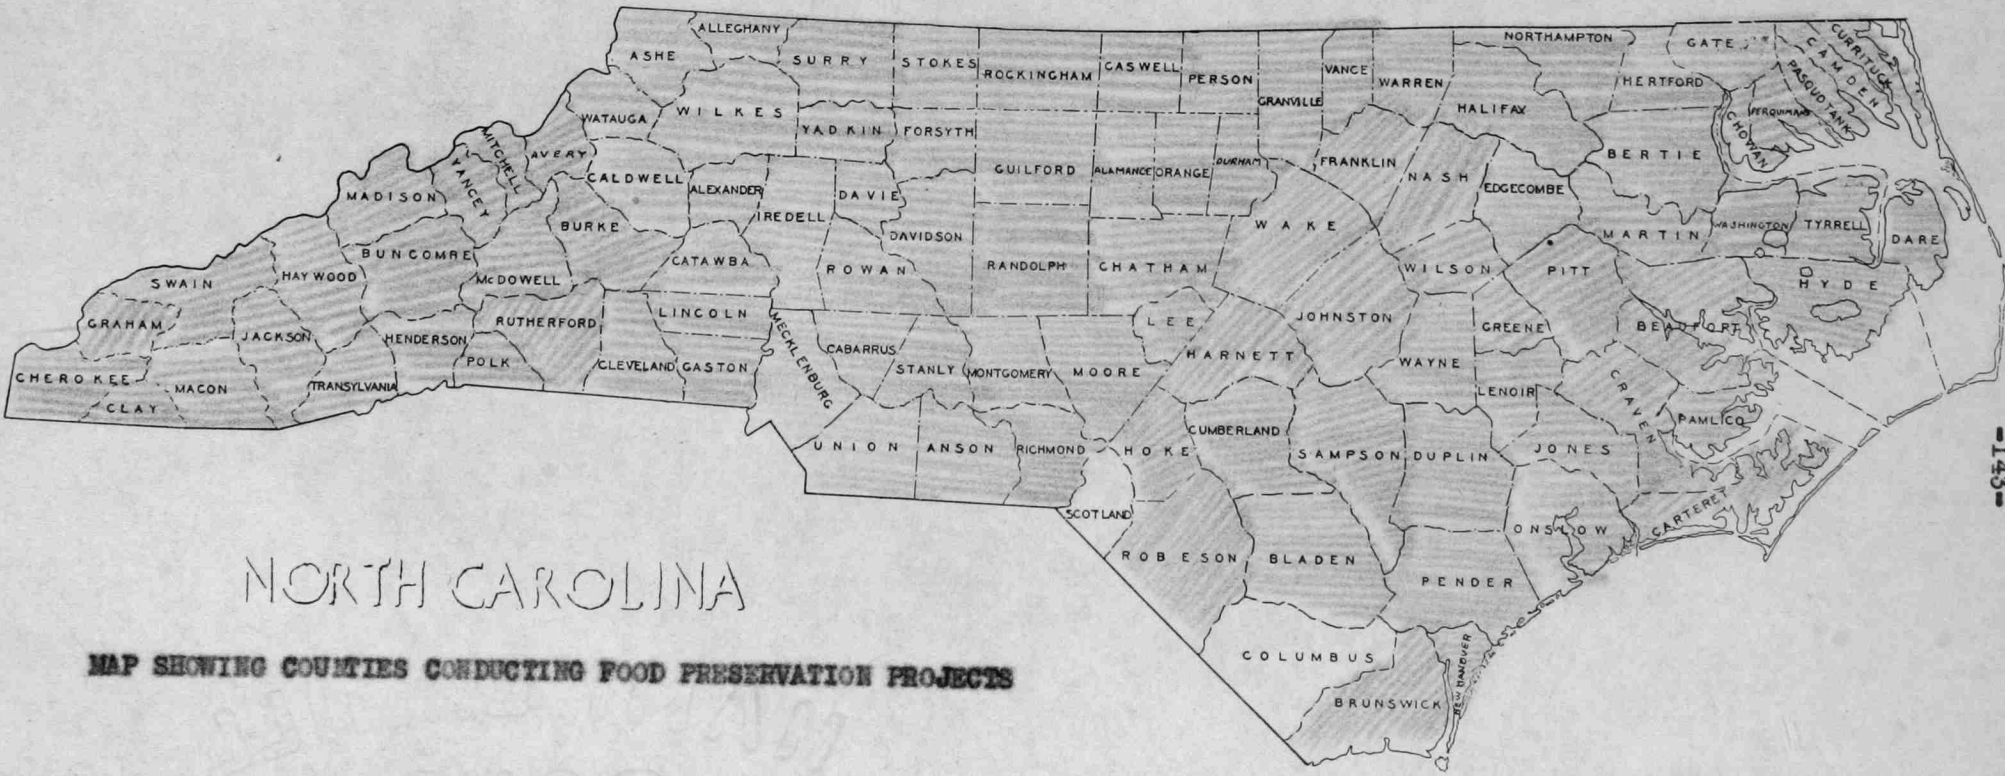 ALLEGHANY
ASHE
SURRY
STOKES
ROCKINGHAM
CASWELL
PERSON
GRANVILLE
VANCE
WARREN
NORTHAMPTON
GATES
CURRITUCK
CAMDEN
PASQUOTANK
HERTFORD
HALIFAX
PERQUIMANS
CHOWAN
WATAUGA
WILKES
YADKIN
FORSYTH
GUILFORD
ALAMANCE
ORANGE
DURHAM
FRANKLIN
NASH
EDGECOMBE
BERTIE
MITCHELL
AVERY
YANCEY
MADISON
CALDWELL
ALEXANDER
IREDELL
DAVIE
DAVIDSON
WAKE
MARTIN
WASHINGTON
TYRRELL
DARE
BURKE
BUNCOMBE
McDOWELL
CATAWBA
ROWAN
RANDOLPH
CHATHAM
WILSON
PITT
HYDE
SWAIN
HAYWOOD
GRAHAM
JACKSON
HENDERSON
RUTHERFORD
LINCOLN
MECKLENBURG
CABARRUS
STANLY
MONTGOMERY
MOORE
LEE
HARNETT
JOHNSTON
WAYNE
GREENE
BEAUFORT
CHEROKEE
CLAY
MACON
TRANSYLVANIA
POLK
CLEVELAND
GASTON
LENOIR
CRAVEN
PAMLICO
UNION
ANSON
RICHMOND
HOKE
CUMBERLAND
SAMPSON
DUPLIN
JONES
SCOTLAND
ROBESON
BLADEN
ONSLOW
CARTERET
PENDER
COLUMBUS
BRUNSWICK
NEW HANOVER
NORTH CAROLINA
MAP SHOWING COUNTIES CONDUCTING FOOD PRESERVATION PROJECTS
-143-